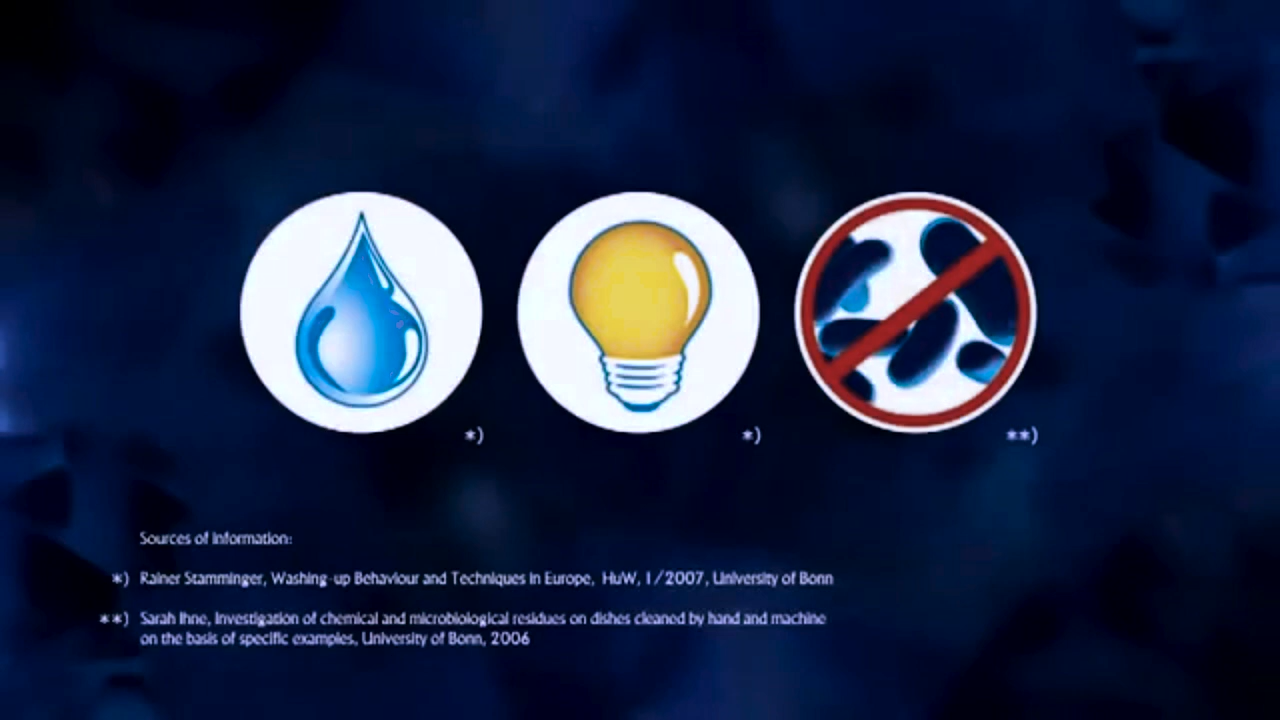 *)
*)
**)
Sources of information:
*) Rainer Stamminger, Washing-up Behaviour and Techniques in Europe, HuW, 1/2007, University of Bonn
**) Sarah Ihne, Investigation of chemical and microbiological residues on dishes cleaned by hand and machine
on the basis of specific examples, University of Bonn, 2006